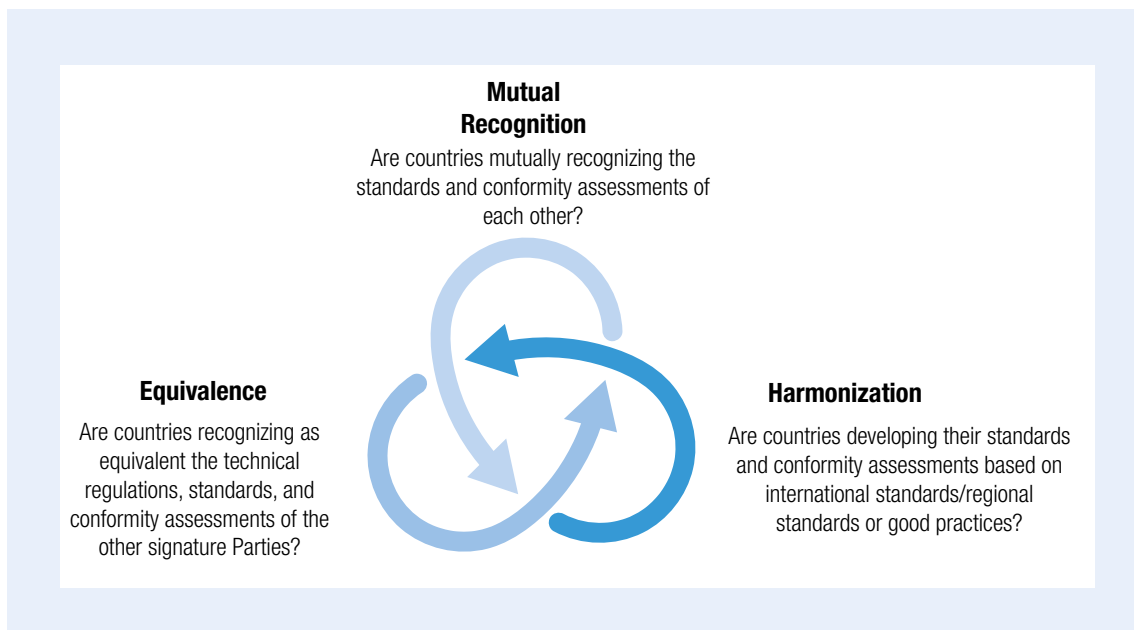 Mutual
Recognition
Are countries mutually recognizing the
standards and conformity assessments of
each other?
Equivalence
Are countries recognizing as
equivalent the technical
regulations, standards, and
conformity assessments of the
other signature Parties?
Harmonization
Are countries developing their standards
and conformity assessments based on
international standards/regional
standards or good practices?